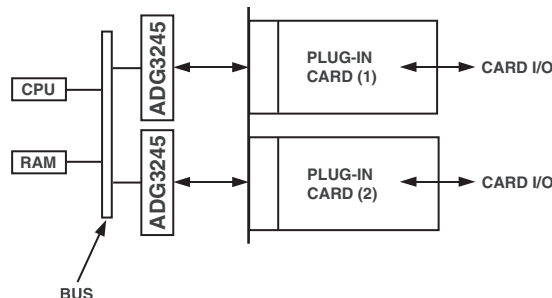 CPU
RAM
BUS
ADG3245
ADG3245
PLUG-IN
CARD (1)
CARD I/O
PLUG-IN
CARD (2)
CARD I/O